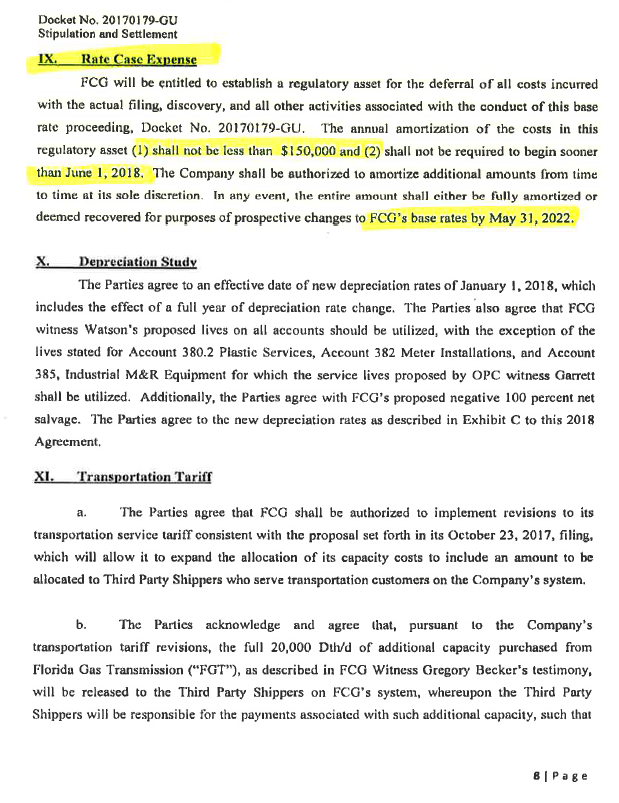 Docket No. 20170179-GU
Stipulation and Settlement
IX. Rate Case Expense
FCG will be entitled to establish a regulatory asset for the deferral of all costs incurred
with the actual filing, discovery, and all other activities associated with the conduct of this base
rate proceeding, Docket No. 20170179-GU. The annual amortization of the costs in this
regulatory asset (1) shall not be less than $150,000 and (2) shall not be required to begin sooner
than June 1, 2018. The Company shall be authorized to amortize additional amounts from time
to time at its sole discretion. In any event, the entire amount shall either be fully amortized or
deemed recovered for purposes of prospective changes to FCG's base rates by May 31, 2022.
X. Depreciation Study
The Parties agree to an effective date of new depreciation rates of January 1, 2018, which
includes the effect of a full year of depreciation rate change. The Parties also agree that FCG
witness Watson's proposed lives on all accounts should be utilized, with the exception of the
lives stated for Account 380.2 Plastic Services, Account 382 Meter Installations, and Account
385, Industrial M&R Equipment for which the service lives proposed by OPC witness Garrett
shall be utilized. Additionally, the Parties agree with FCG's proposed negative 100 percent net
salvage. The Parties agree to the new depreciation rates as described in Exhibit C to this 2018
Agreement.
XI. Transportation Tariff
a. The Parties agree that FCG shall be authorized to implement revisions to its
transportation service tariff consistent with the proposal set forth in its October 23, 2017, filing,
which will allow it to expand the allocation of its capacity costs to include an amount to be
allocated to Third Party Shippers who serve transportation customers on the Company's system.
b. The Parties acknowledge and agree that, pursuant to the Company's
transportation tariff revisions, the full 20,000 Dth/d of additional capacity purchased from
Florida Gas Transmission ("FGT"), as described in FCG Witness Gregory Becker's testimony,
will be released to the Third Party Shippers on FCG's system, whereupon the Third Party
Shippers will be responsible for the payments associated with such additional capacity, such that
8 | Page